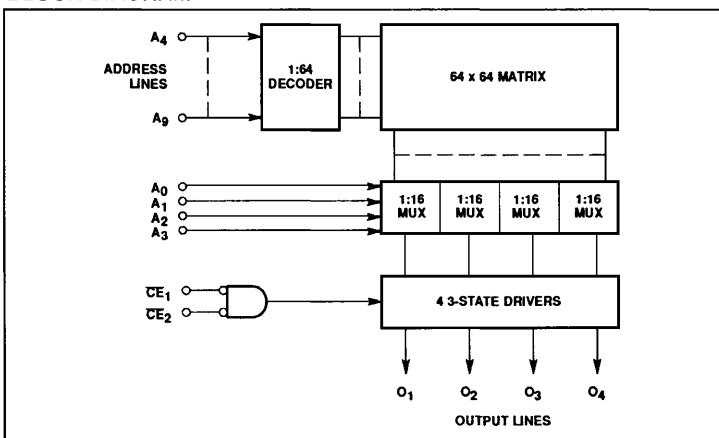 A4
ADDRESS
LINES
A9
1:64
DECODER
64 x 64 MATRIX
A0
A1
A2
A3
1:16
MUX
1:16
MUX
1:16
MUX
1:16
MUX
CE1
CE2
4 3-STATE DRIVERS
O1
O2
O3
O4
OUTPUT LINES